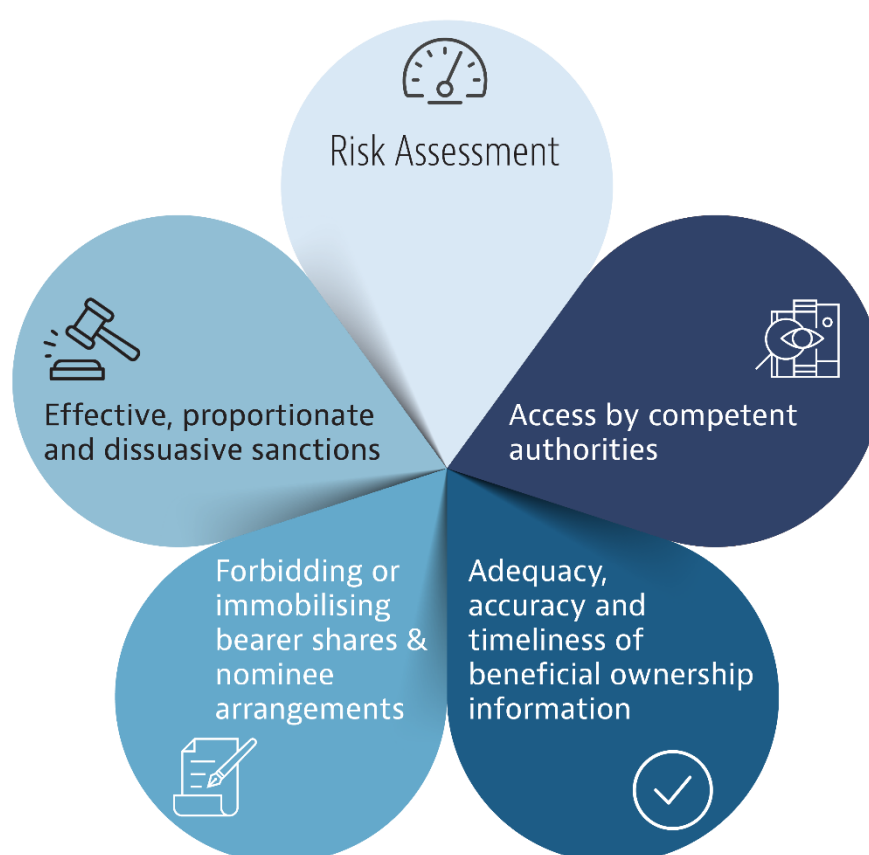 Risk Assessment
Effective, proportionate
and dissuasive sanctions
Access by competent
authorities
Forbidding or
immobilising
bearer shares &
nominee
arrangements
Adequacy,
accuracy and
timeliness of
beneficial ownership
information